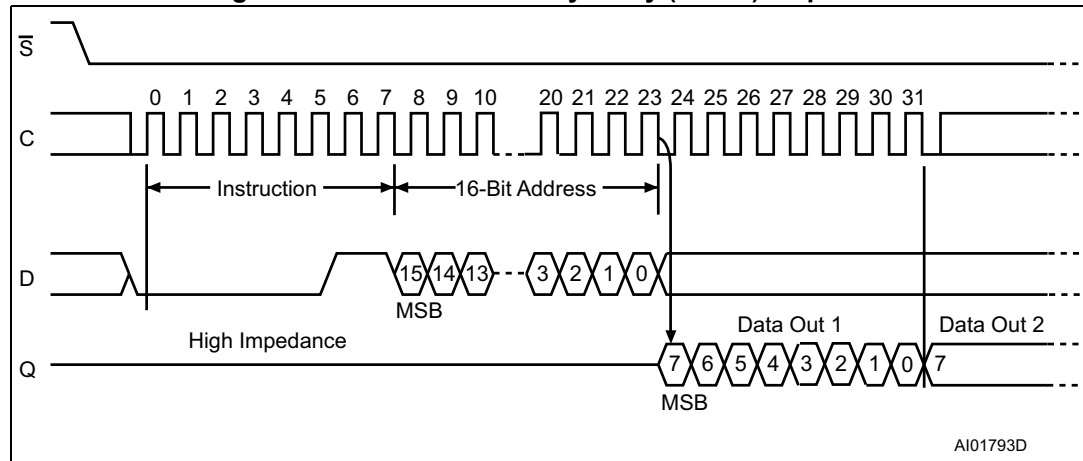 S
0 1 2 3 4 5 6 7 8 9 10 20 21 22 23 24 25 26 27 28 29 30 31
C
Instruction 16-Bit Address
D
15 14 13 3 2 1 0
MSB
High Impedance Data Out 1 Data Out 2
Q
7 6 5 4 3 2 1 0 7
MSB
AI01793D